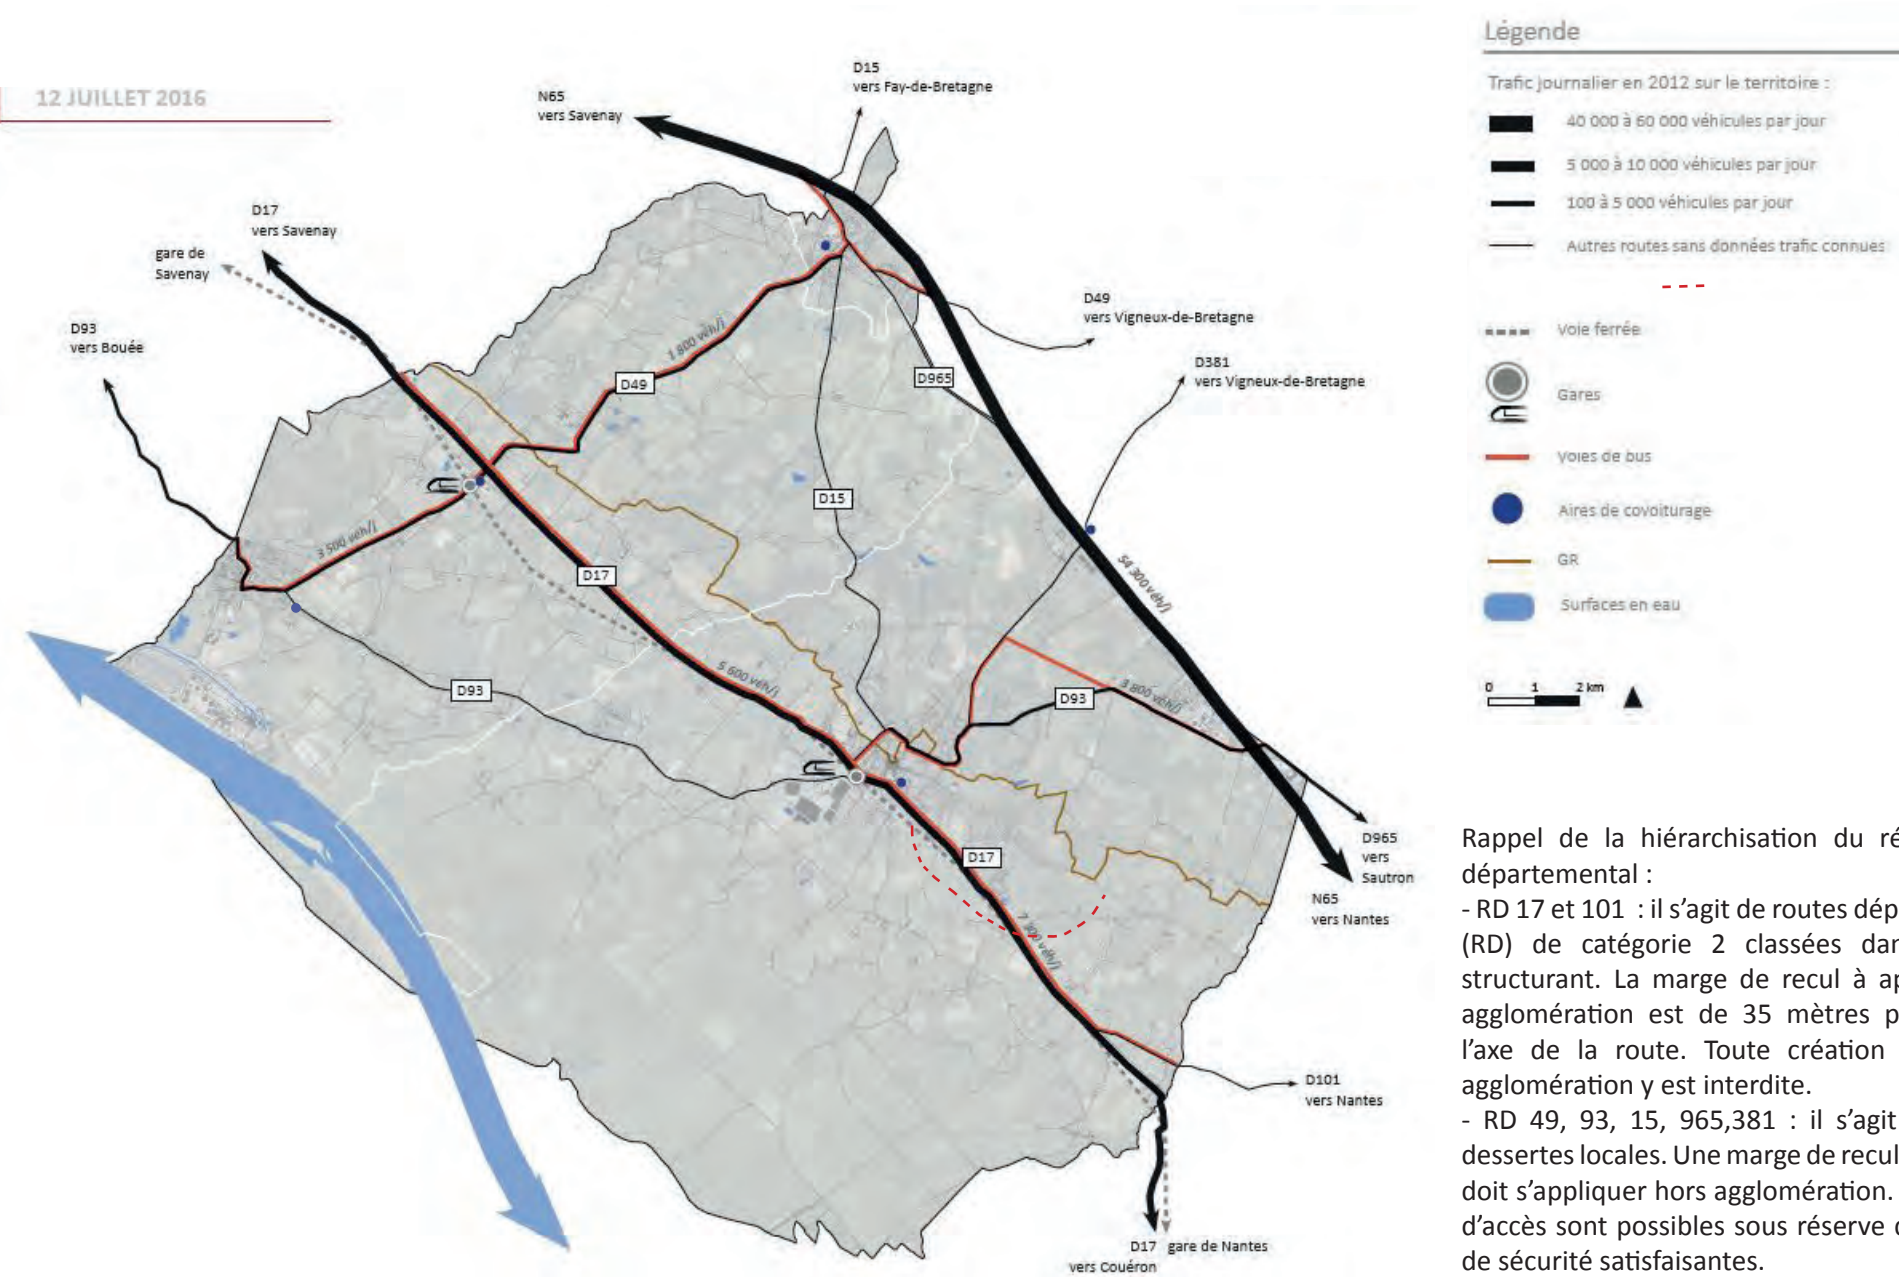 12 JUILLET 2016
D15
vers Fay-de-Bretagne
N65
vers Savenay
D17
vers Savenay
gare de
Savenay
D93
vers Bouée
D49
vers Vigneux-de-Bretagne
D381
vers Vigneux-de-Bretagne
1 800 véh/j
D49
D965
D15
3 500 véh/j
D17
54 300 véh/j
5 600 véh/j
D93
D93
3 800 véh/j
D17
7 800 véh/j
D965
vers
Sautron
N65
vers Nantes
D101
vers Nantes
D17
vers Couéron
gare de Nantes
Légende
Trafic journalier en 2012 sur le territoire :
40 000 à 60 000 véhicules par jour
5 000 à 10 000 véhicules par jour
100 à 5 000 véhicules par jour
Autres routes sans données trafic connues
Voie ferrée
Gares
Voies de bus
Aires de covoiturage
GR
Surfaces en eau
0 1 2 km
Rappel de la hiérarchisation du ré
départemental :
- RD 17 et 101 : il s'agit de routes dép
(RD) de catégorie 2 classées dan
structurant. La marge de recul à ap
agglomération est de 35 mètres p
l'axe de la route. Toute création
agglomération y est interdite.
- RD 49, 93, 15, 965,381 : il s'agit
dessertes locales. Une marge de recul
doit s'appliquer hors agglomération.
d'accès sont possibles sous réserve
de sécurité satisfaisantes.